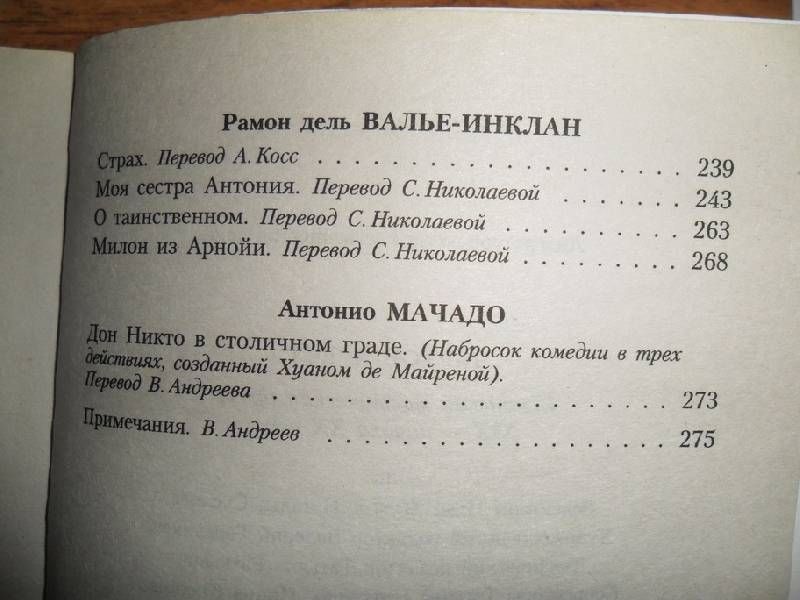 Рамон дель ВАЛЬЕ-ИНКЛАН
Страх. Перевод А. Косс . . . . . . . . . . . . . . . . . 239
Моя сестра Антония. Перевод С. Николаевой . . . . . . . . 243
О таинственном. Перевод С. Николаевой . . . . . . . . . . 263
Милон из Арнойи. Перевод С. Николаевой . . . . . . . . . 268
Антонио МАЧАДО
Дон Никто в столичном граде. (Набросок комедии в трех
действиях, созданный Хуаном де Майреной).
Перевод В. Андреева . . . . . . . . . . . . . . . . . . 273
Примечания. В. Андреев . . . . . . . . . . . . . . . . 275